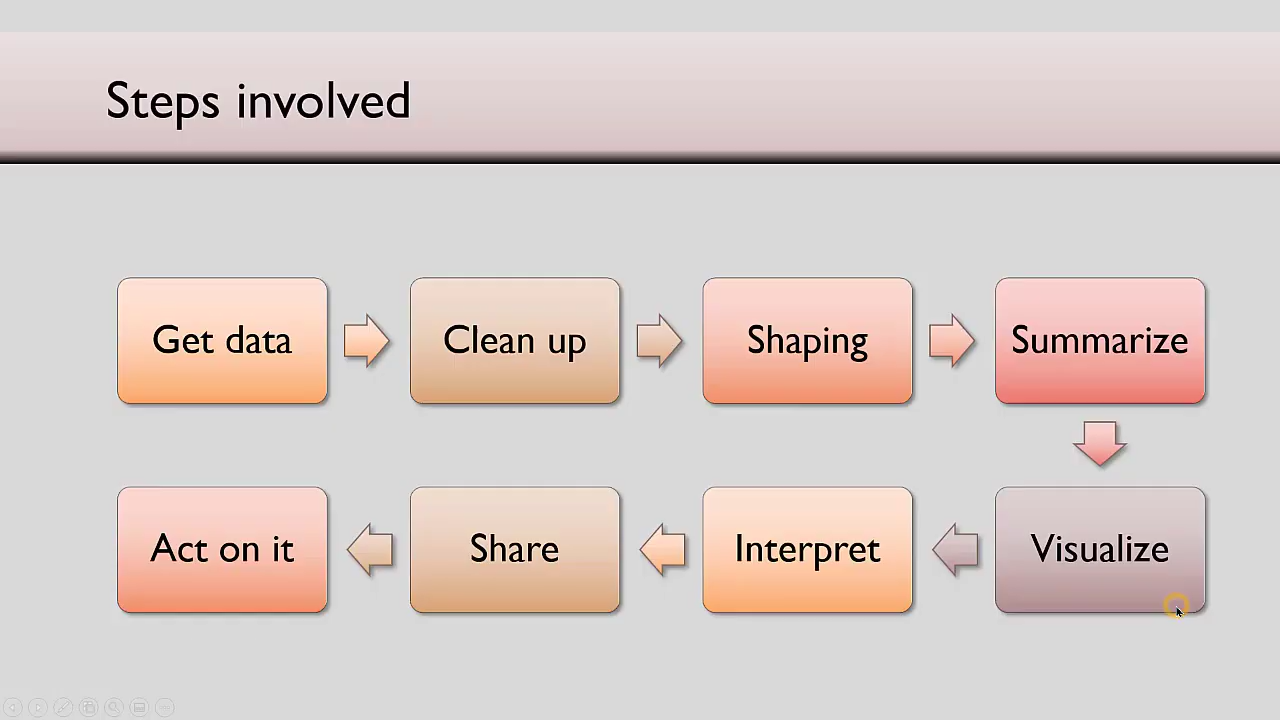 Steps involved
Get data
Clean up
Shaping
Summarize
Visualize
Interpret
Share
Act on it